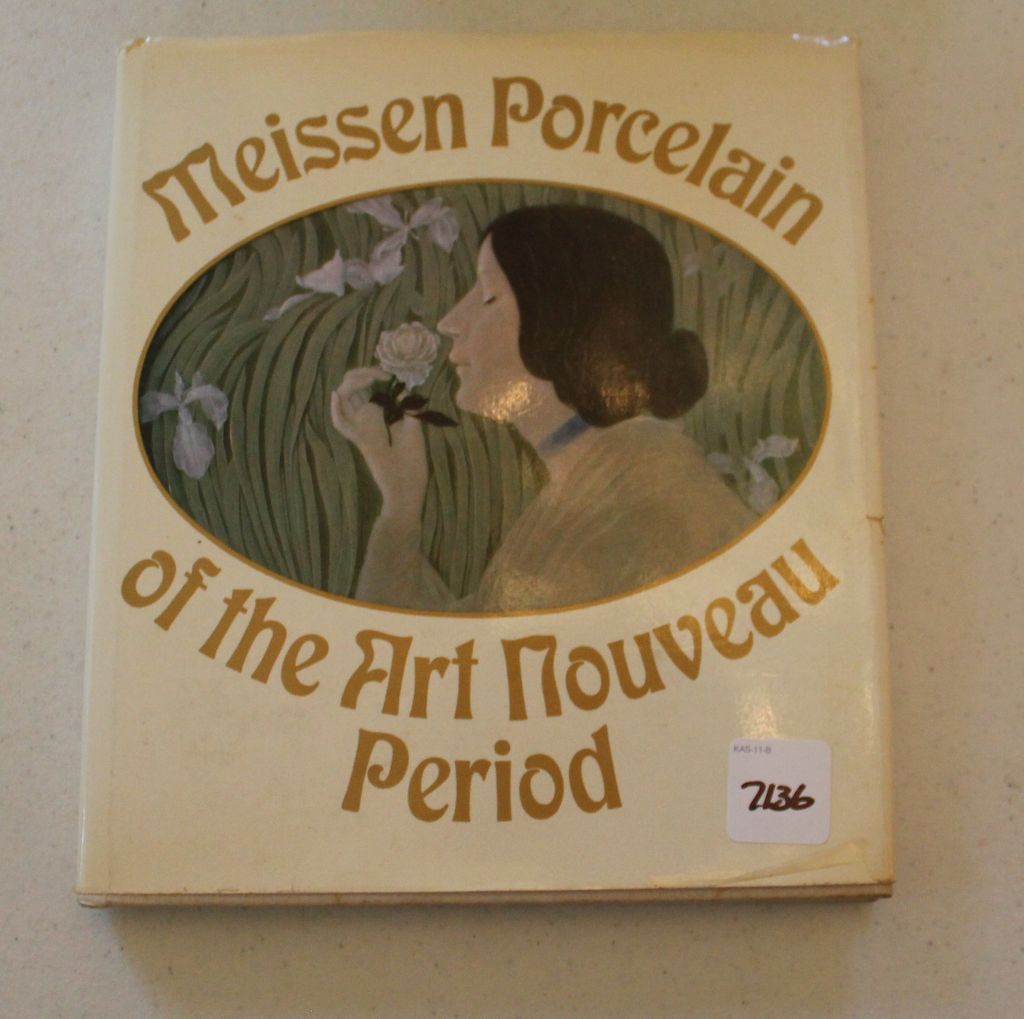 Meissen Porcelain
of the Art Nouveau
Period
KAS-11-B
7136